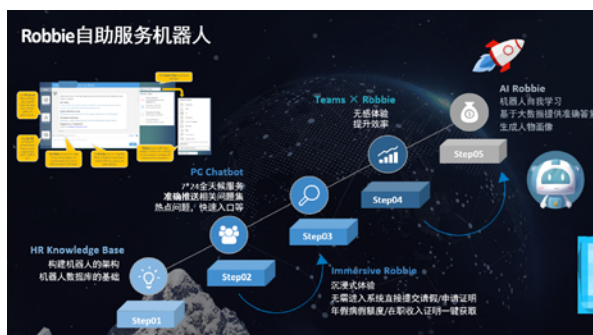 Robbie自助服务机器人
AI Robbie
机器人自我学习
基于大数据提供准确答复
生成人物画像
Step05
Teams × Robbie
无感体验
提升效率
Step04
PC Chatbot
7*24全天候服务
准确推送相关问题集
热点问题，快速入口等
Step03
HR Knowledge Base
构建机器人的架构
机器人数据库的基础
Step02
Immersive Robbie
沉浸式体验
无需进入系统直接提交请假/申请证明
年假病假额度/在职收入证明一键获取
Step01